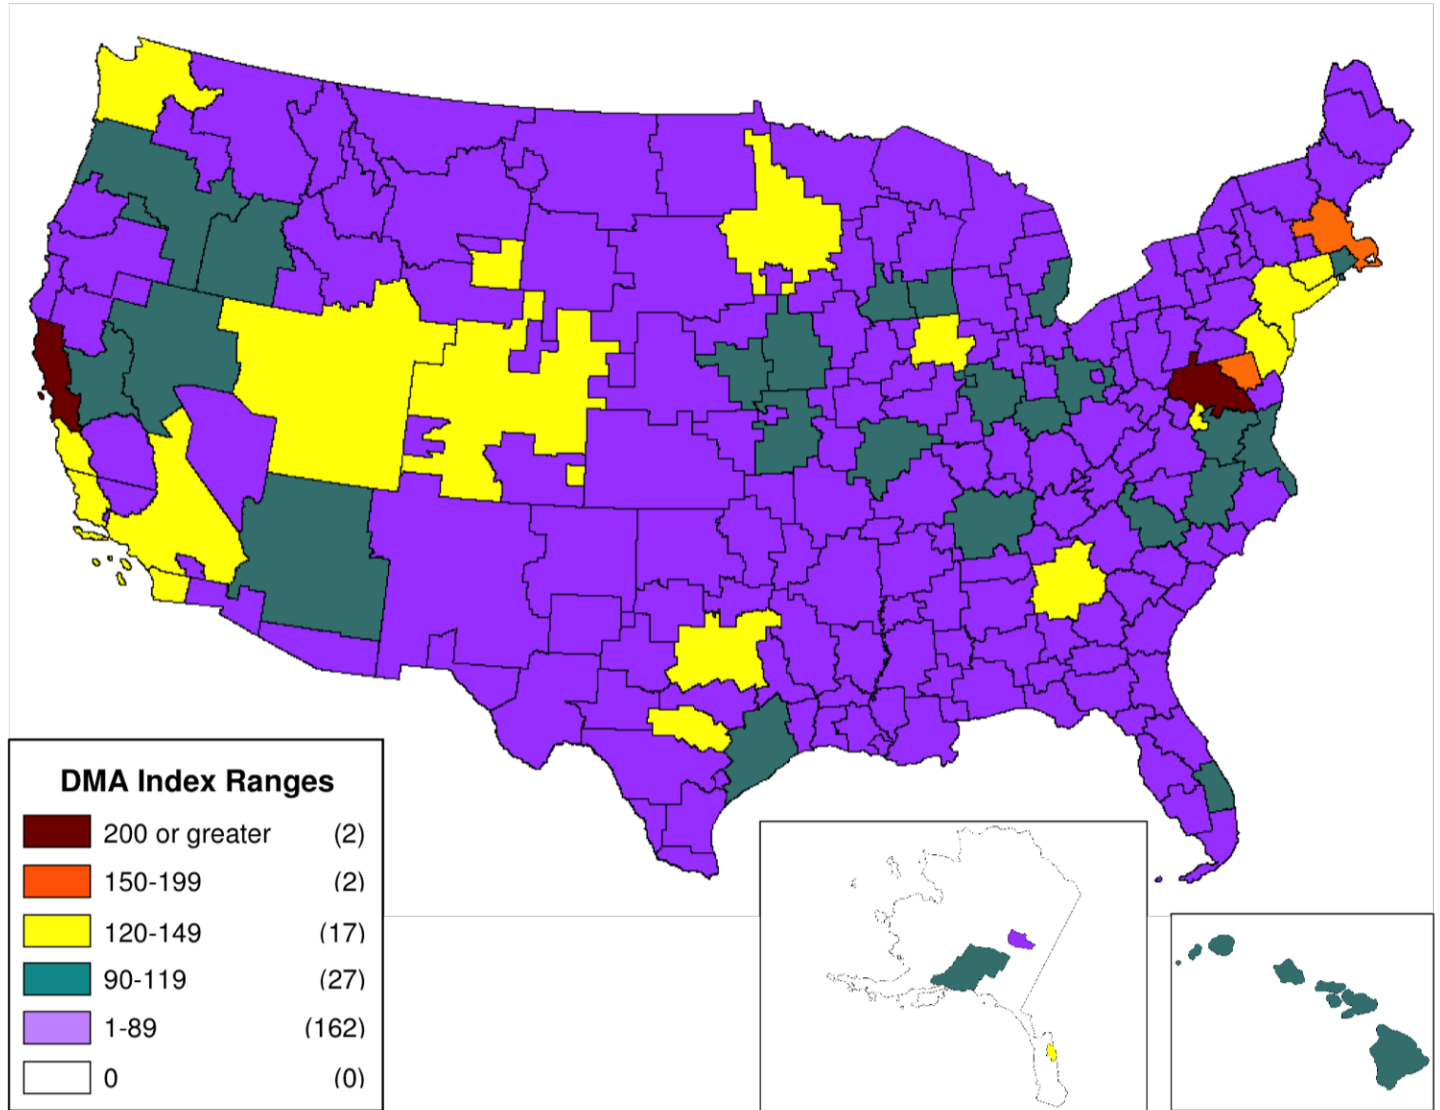 DMA Index Ranges
200 or greater (2)
150-199 (2)
120-149 (17)
90-119 (27)
1-89 (162)
0 (0)